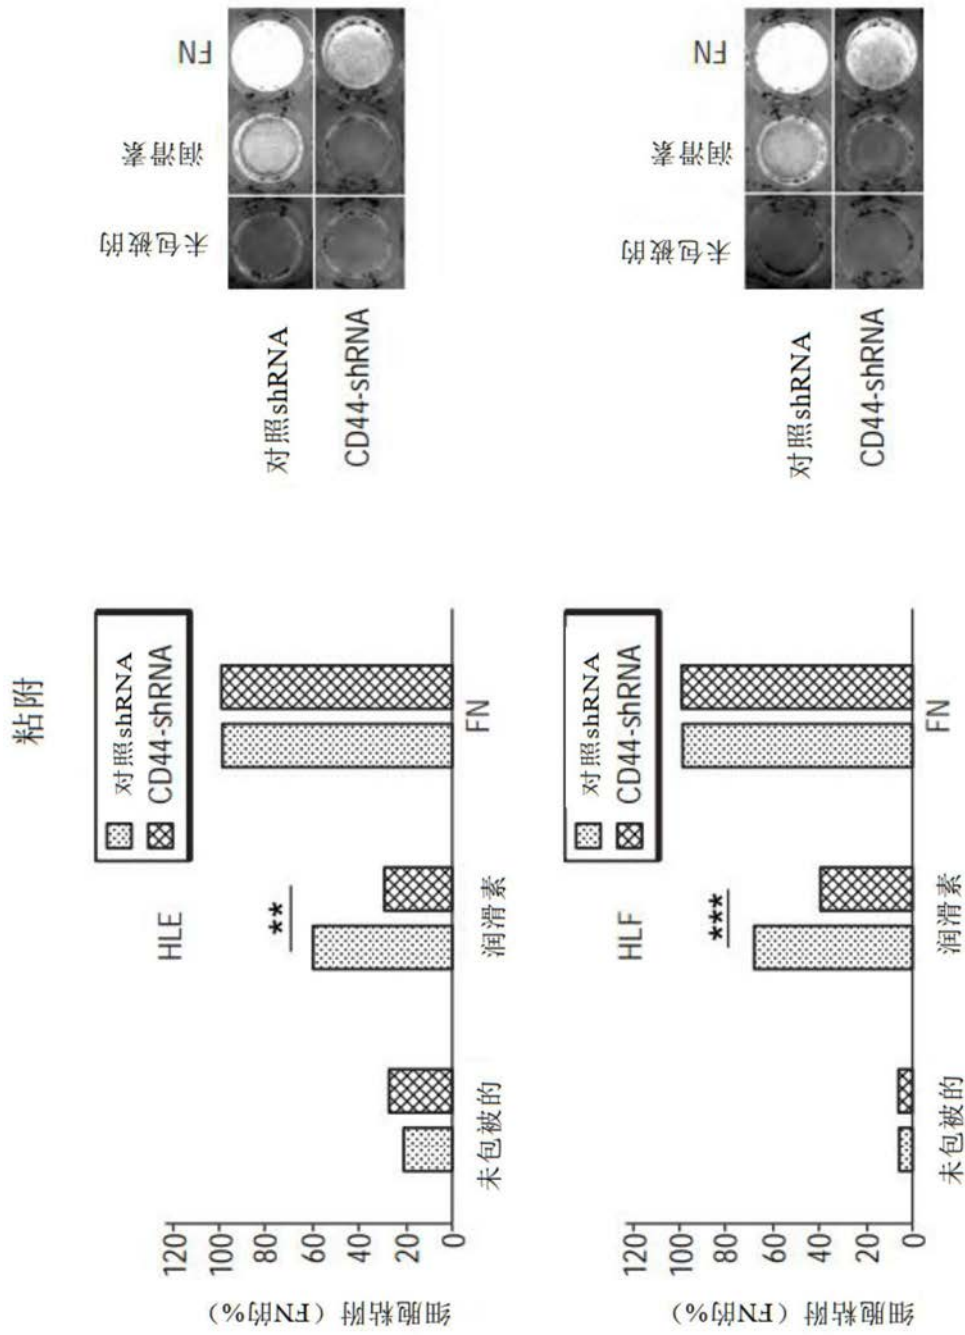 粘附
HLE
对照shRNA
CD44-shRNA
**
细胞粘附（FN的%）
120
100
80
60
40
20
0
未包被的
润滑素
FN
未包被的
润滑素
FN
对照shRNA
CD44-shRNA
HLF
对照shRNA
CD44-shRNA
***
细胞粘附（FN的%）
120
100
80
60
40
20
0
未包被的
润滑素
FN
未包被的
润滑素
FN
对照shRNA
CD44-shRNA